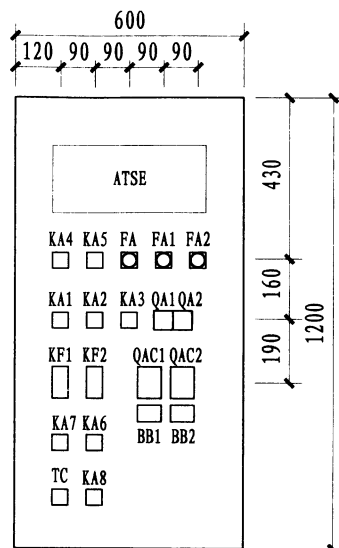 600
120 90 90 90 90
ATSE
430
KA4 KA5 FA FA1 FA2
160
KA1 KA2 KA3 QA1 QA2
190
1200
KF1 KF2 QAC1 QAC2
KA7 KA6 BB1 BB2
TC KA8